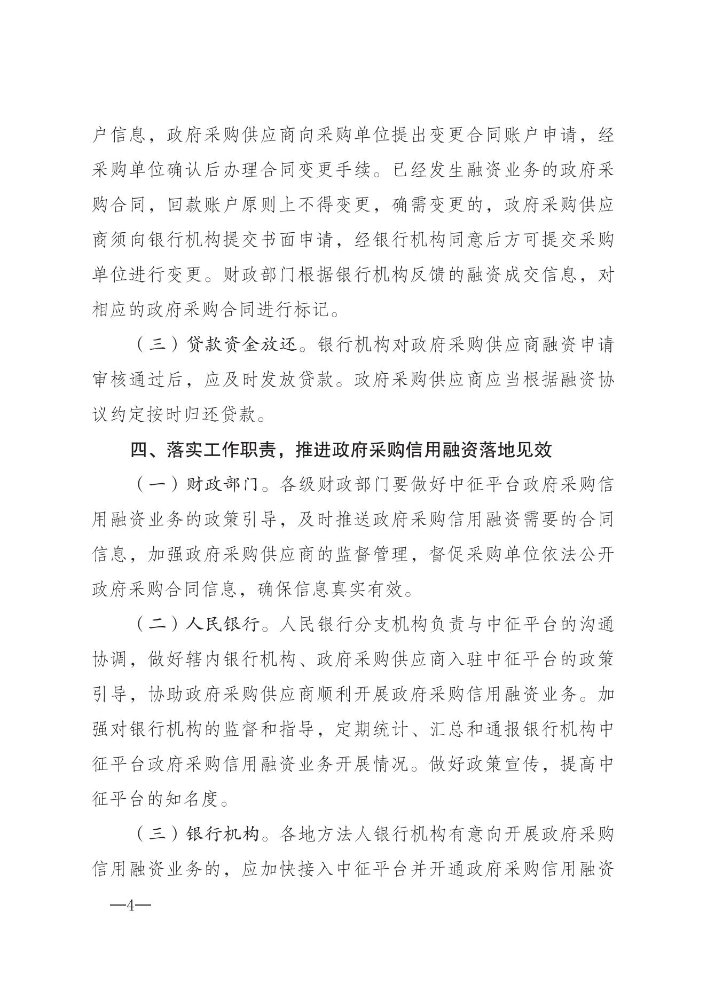 户信息，政府采购供应商向采购单位提出变更合同账户申请，经
采购单位确认后办理合同变更手续。已经发生融资业务的政府采
购合同，回款账户原则上不得变更，确需变更的，政府采购供应
商须向银行机构提交书面申请，经银行机构同意后方可提交采购
单位进行变更。财政部门根据银行机构反馈的融资成交信息，对
相应的政府采购合同进行标记。
（三）贷款资金放还。银行机构对政府采购供应商融资申请
审核通过后，应及时发放贷款。政府采购供应商应当根据融资协
议约定按时归还贷款。
四、落实工作职责，推进政府采购信用融资落地见效
（一）财政部门。各级财政部门要做好中征平台政府采购信
用融资业务的政策引导，及时推送政府采购信用融资需要的合同
信息，加强政府采购供应商的监督管理，督促采购单位依法公开
政府采购合同信息，确保信息真实有效。
（二）人民银行。人民银行分支机构负责与中征平台的沟通
协调，做好辖内银行机构、政府采购供应商入驻中征平台的政策
引导，协助政府采购供应商顺利开展政府采购信用融资业务。加
强对银行机构的监督和指导，定期统计、汇总和通报银行机构中
征平台政府采购信用融资业务开展情况。做好政策宣传，提高中
征平台的知名度。
（三）银行机构。各地方法人银行机构有意向开展政府采购
信用融资业务的，应加快接入中征平台并开通政府采购信用融资
—4—